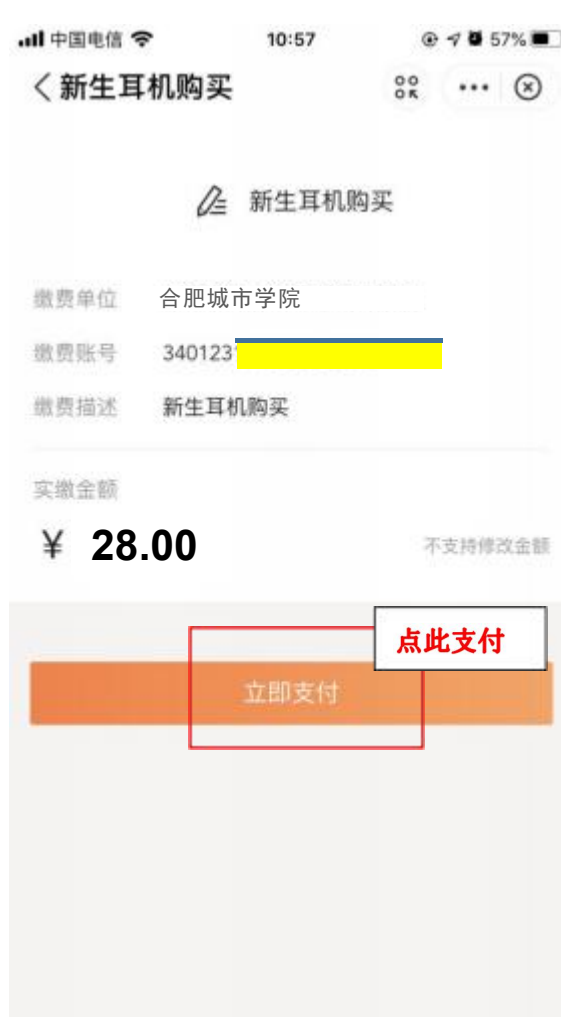 中国电信 10:57 57%
新生耳机购买
新生耳机购买
缴费单位 合肥城市学院
缴费账号 340123
缴费描述 新生耳机购买
实缴金额
¥ 28.00 不支持修改金额
点此支付
立即支付